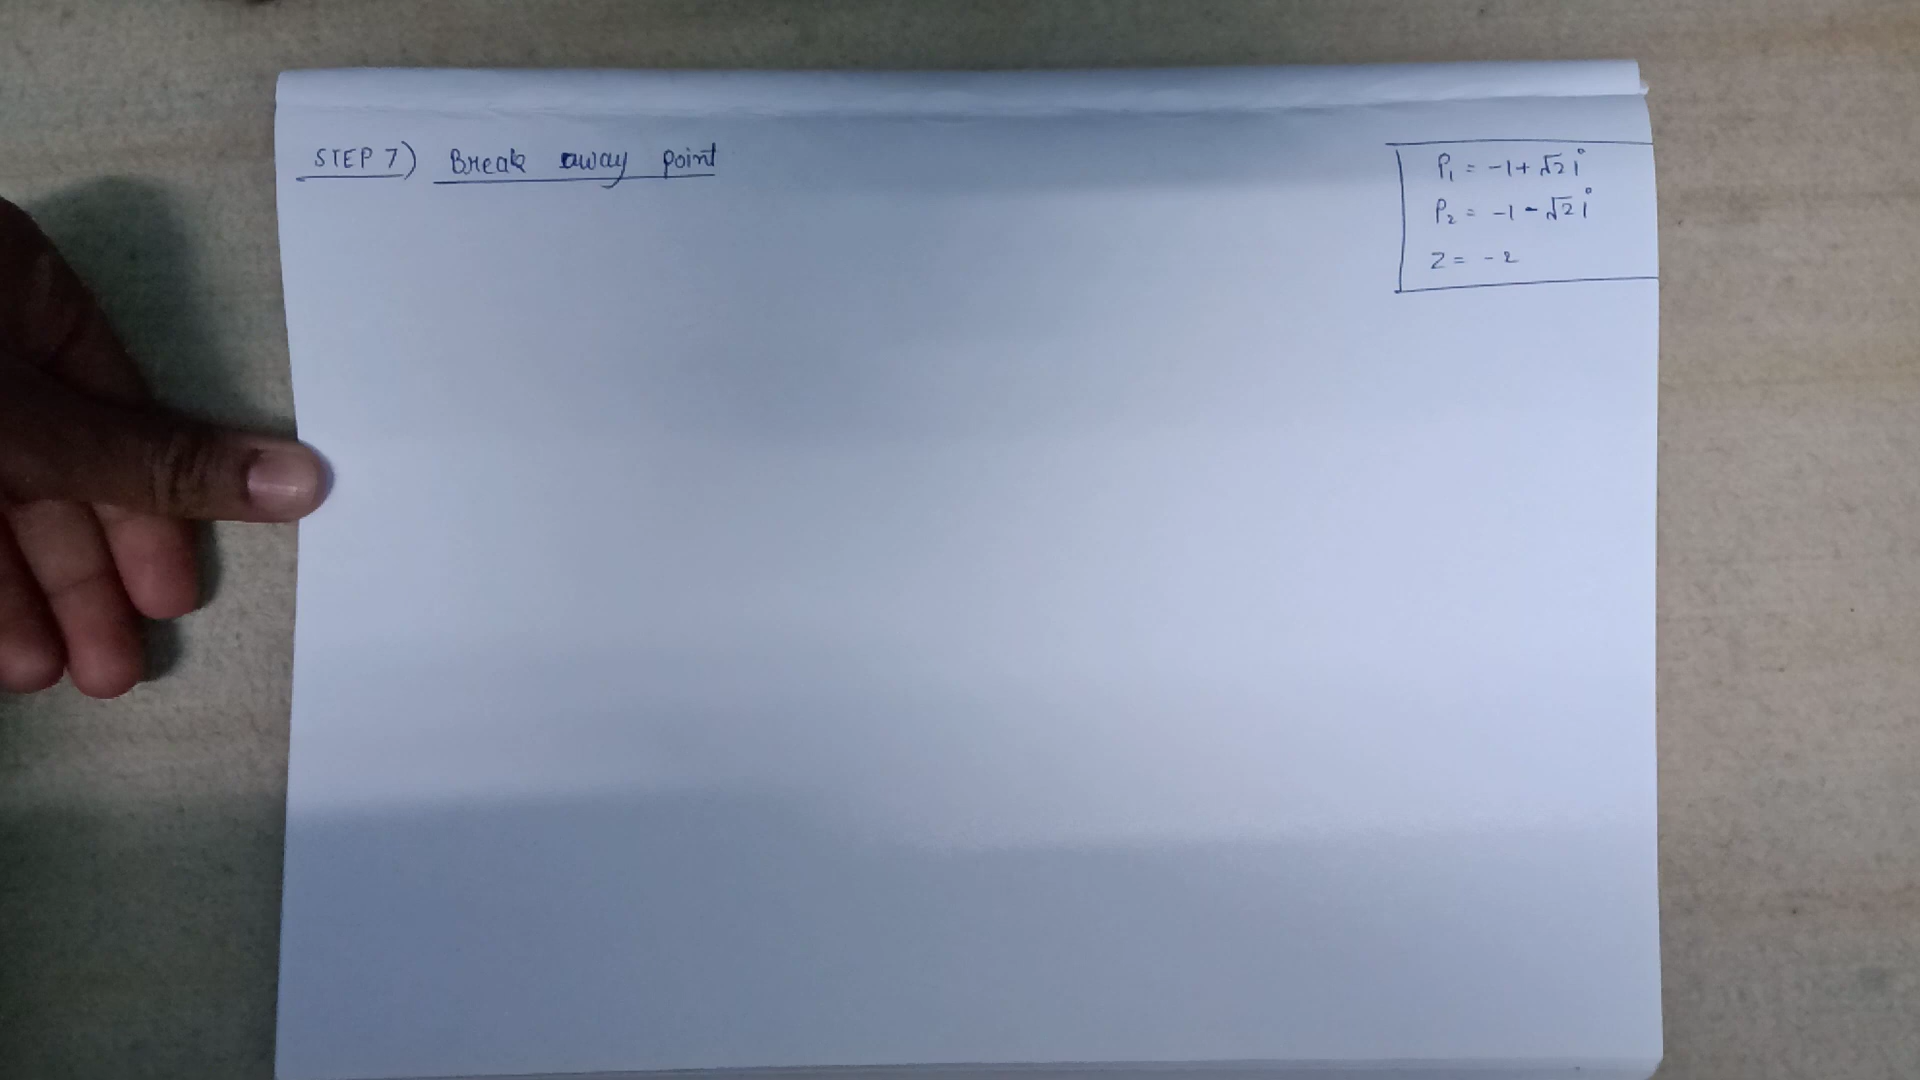 STEP 7) Break away point
P₁ = -1 + √2 i
P₂ = -1 - √2 i
Z = -2